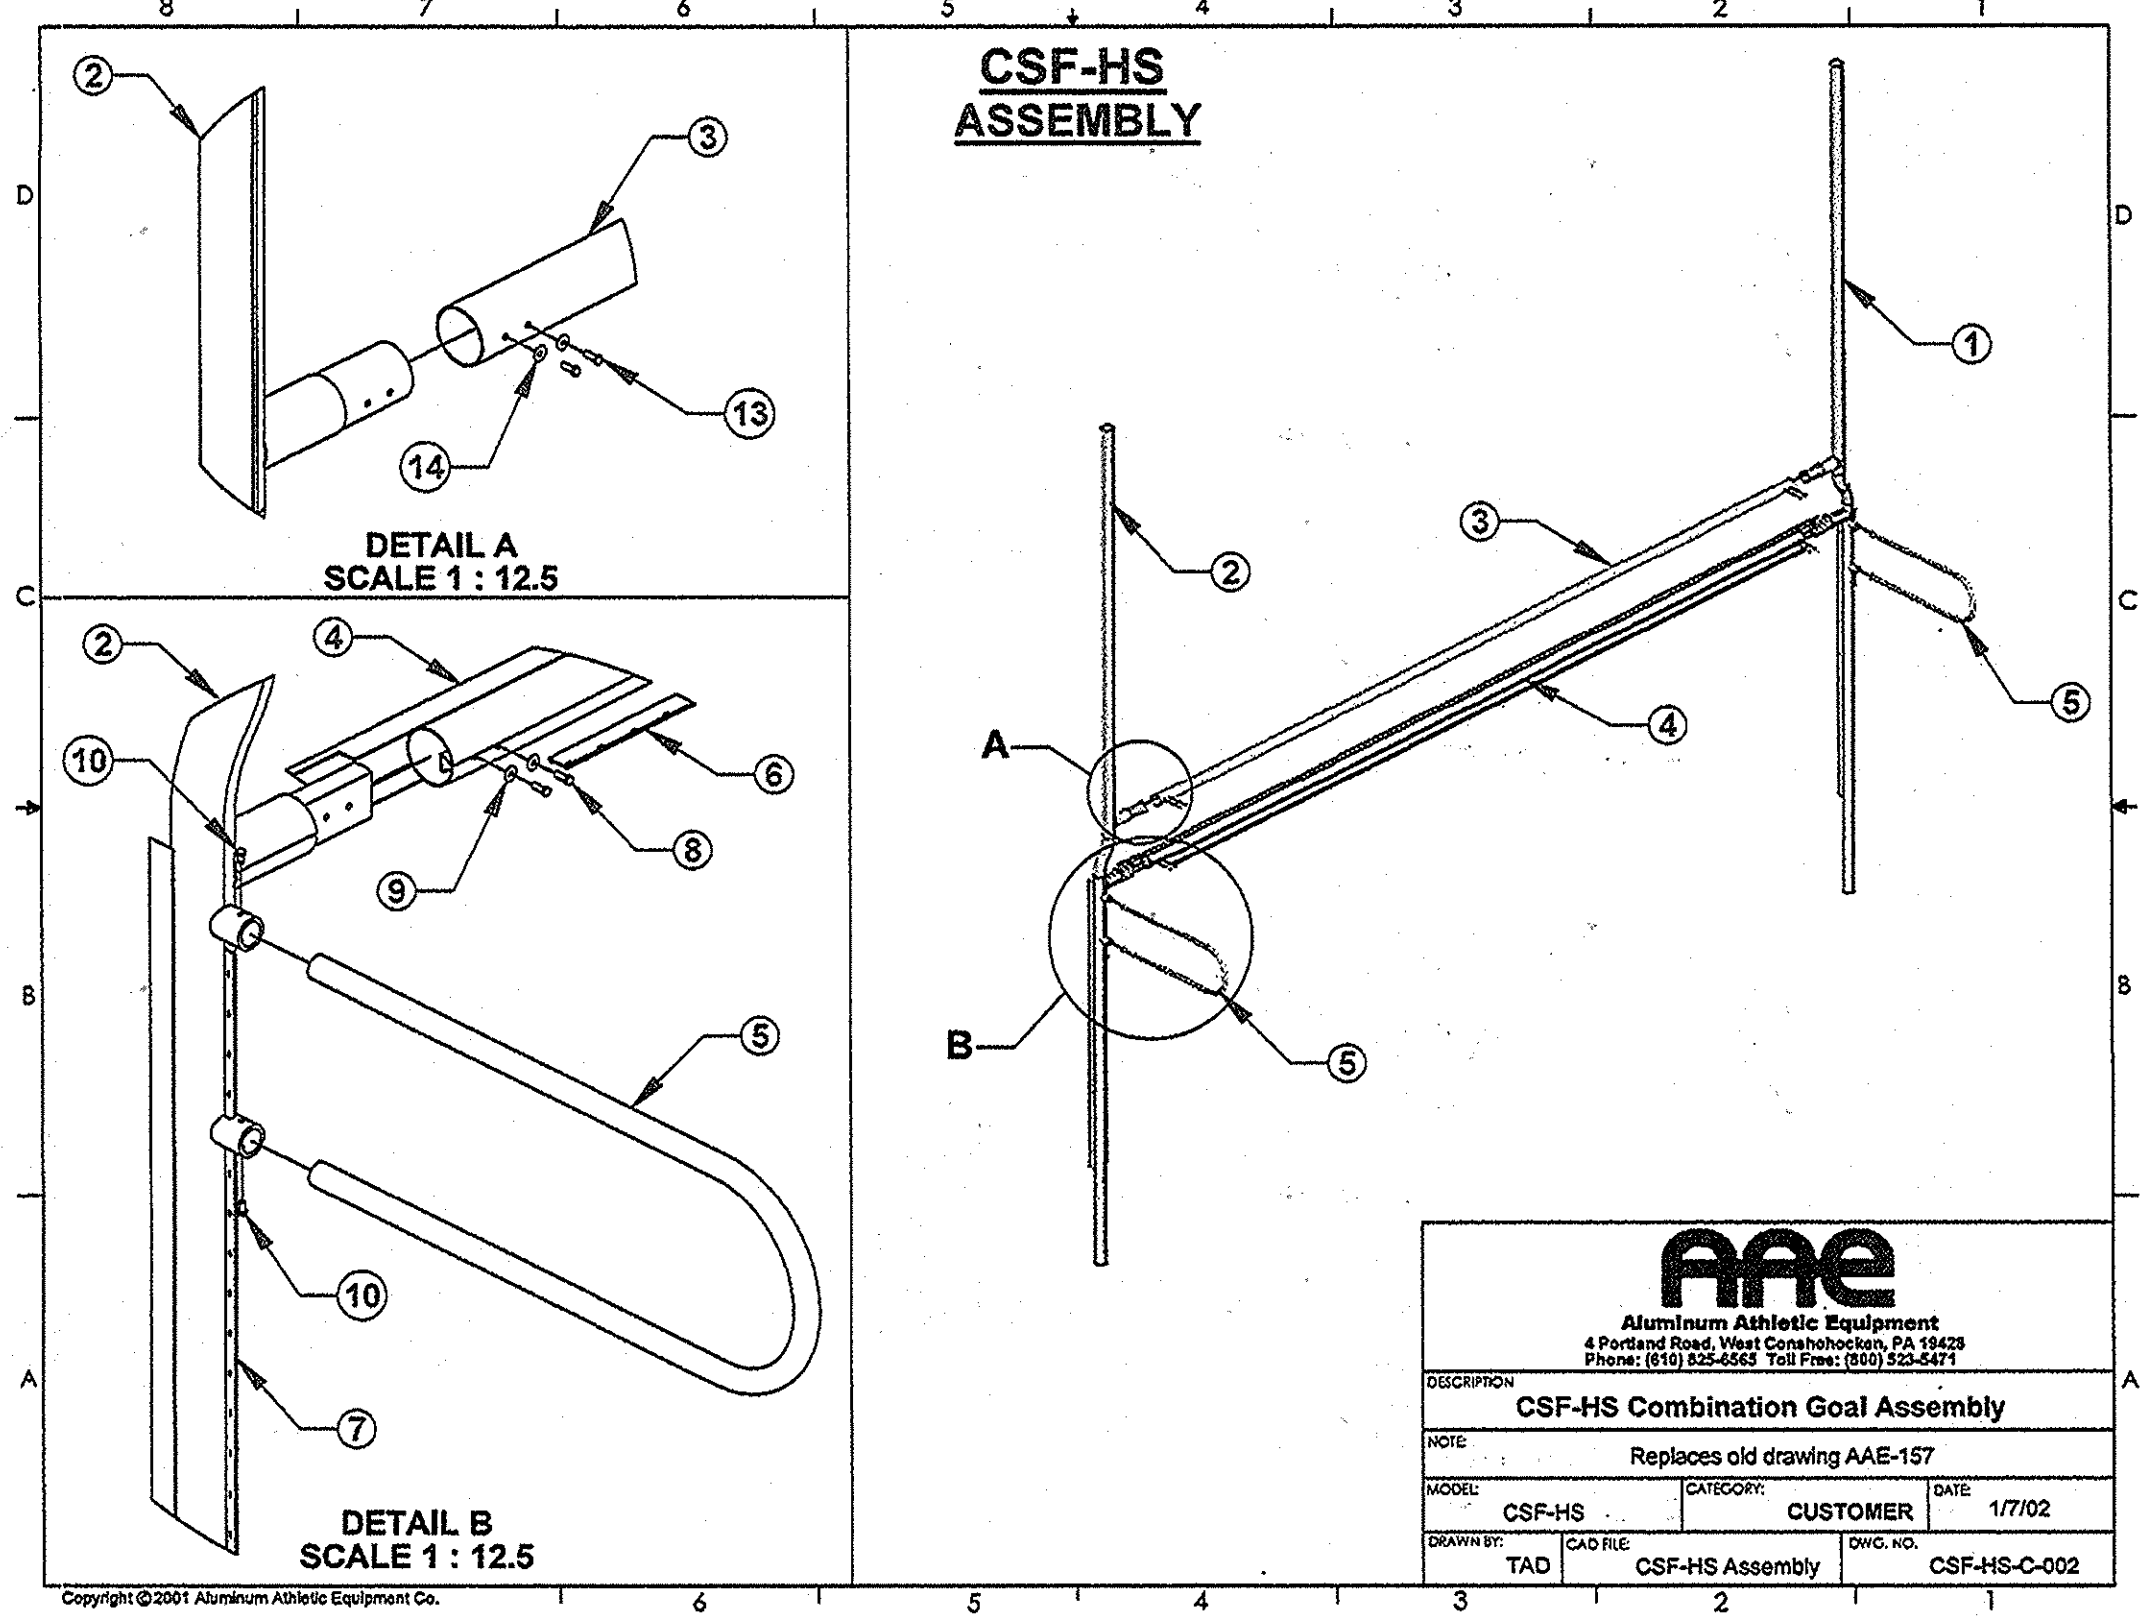 8 7 6 5 4 3 2 1
CSF-HS
ASSEMBLY
2
3
13
14
DETAIL A
SCALE 1 : 12.5
D
D
C
C
B
B
A
A
2
4
10
6
8
9
5
10
7
DETAIL B
SCALE 1 : 12.5
1
2
3
5
4
A
B
5
AAE
Aluminum Athletic Equipment
4 Portland Road, West Conshohocken, PA 19428
Phone: (610) 825-6565 Toll Free: (800) 523-5471
DESCRIPTION
CSF-HS Combination Goal Assembly
NOTE:
Replaces old drawing AAE-157
MODEL:
CSF-HS
CATEGORY:
CUSTOMER
DATE:
1/7/02
DRAWN BY:
TAD
CAD FILE:
CSF-HS Assembly
DWG. NO.
CSF-HS-C-002
Copyright ©2001 Aluminum Athletic Equipment Co.
6 5 4 3 2 1